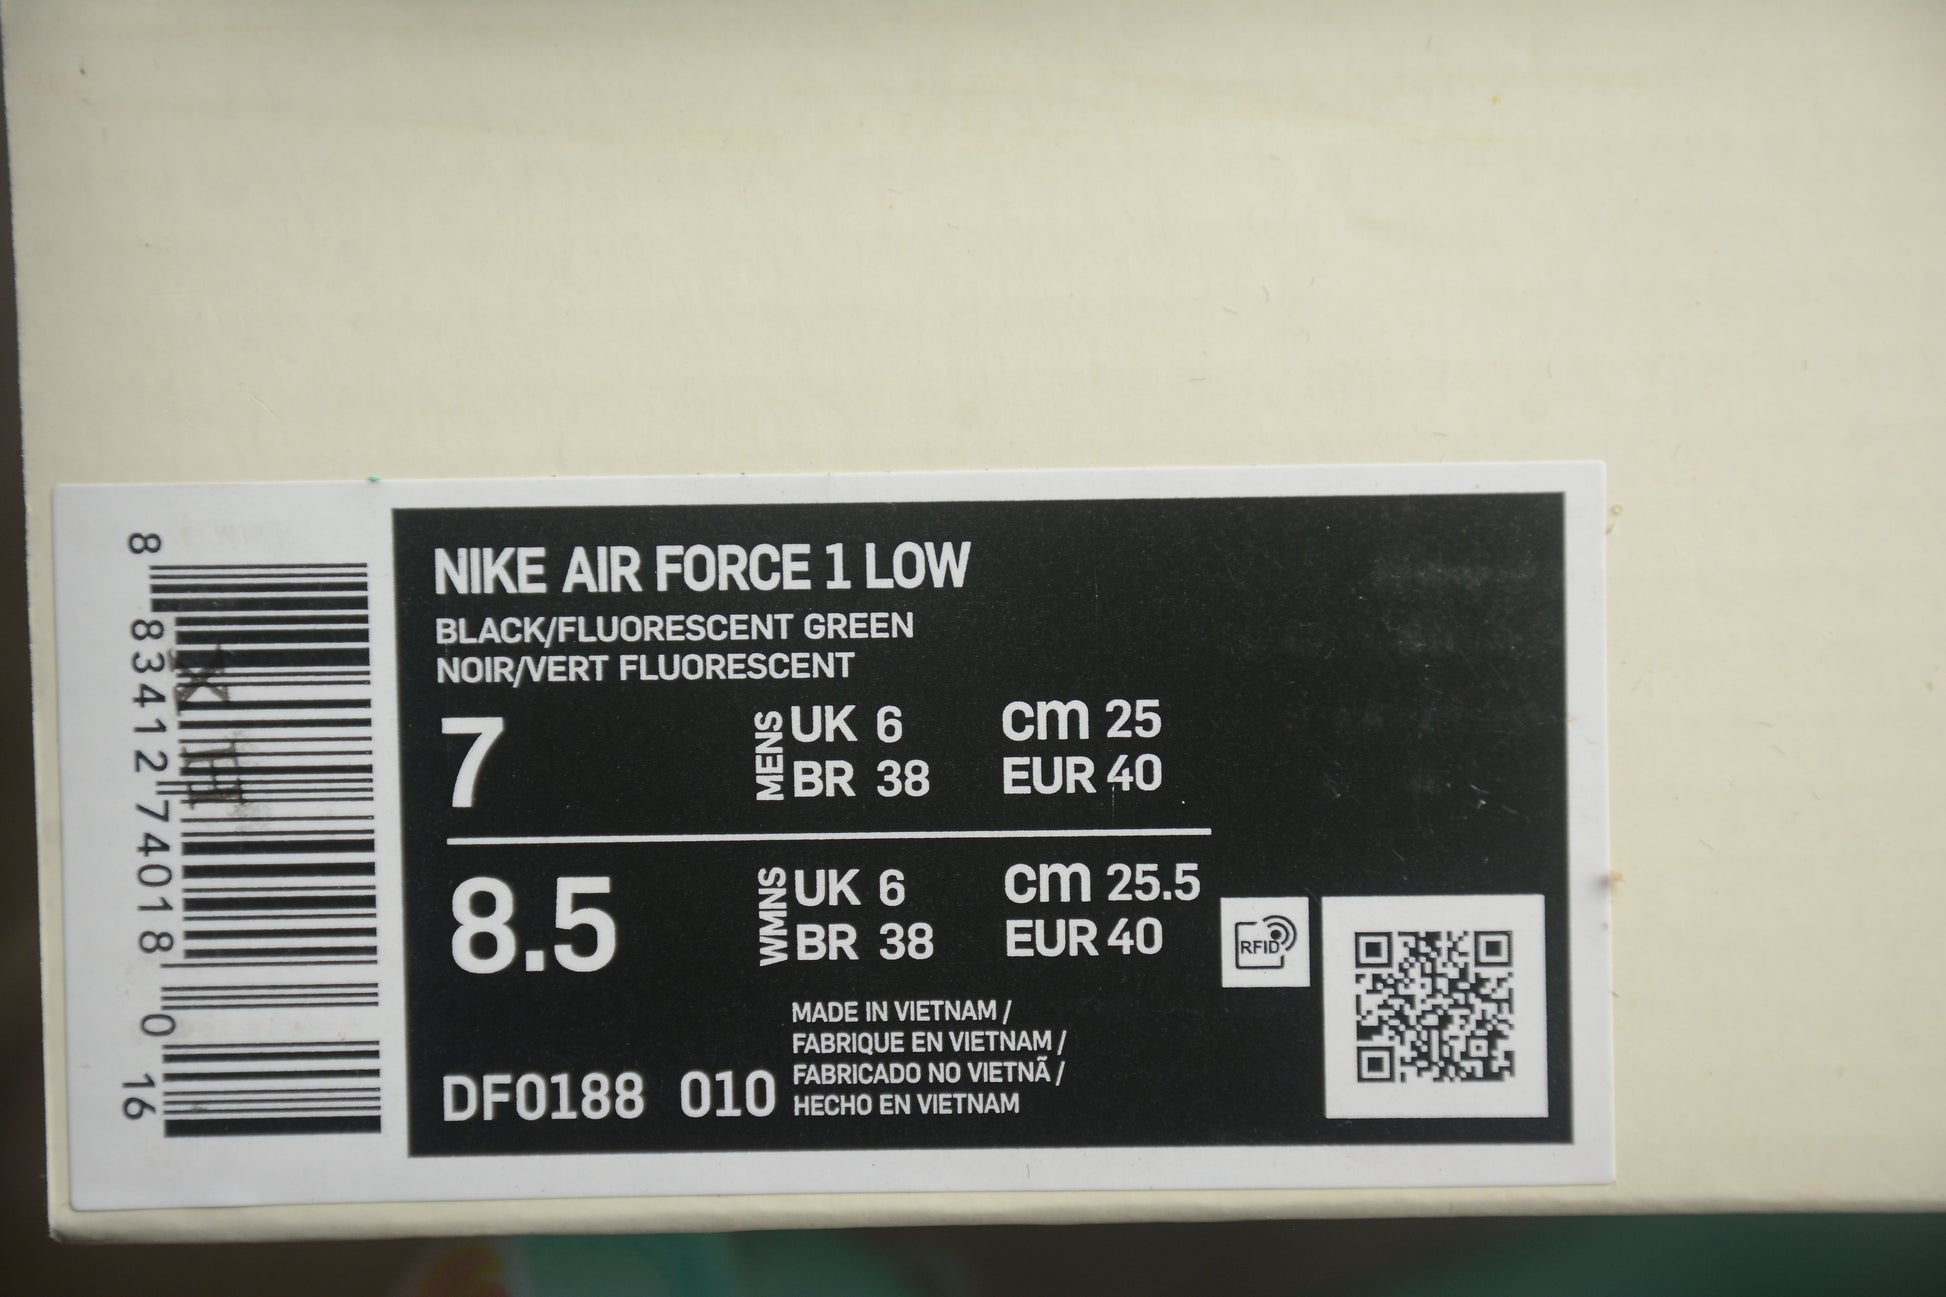 NIKE AIR FORCE 1 LOW
BLACK/FLUORESCENT GREEN
NOIR/VERT FLUORESCENT
7
MENS
UK 6 cm 25
BR 38 EUR 40
8.5
WMNS
UK 6 cm 25.5
BR 38 EUR 40
RFID
MADE IN VIETNAM /
FABRIQUE EN VIETNAM /
FABRICADO NO VIETNÃ /
HECHO EN VIETNAM
DF0188 010
8 83412 74018 0 16